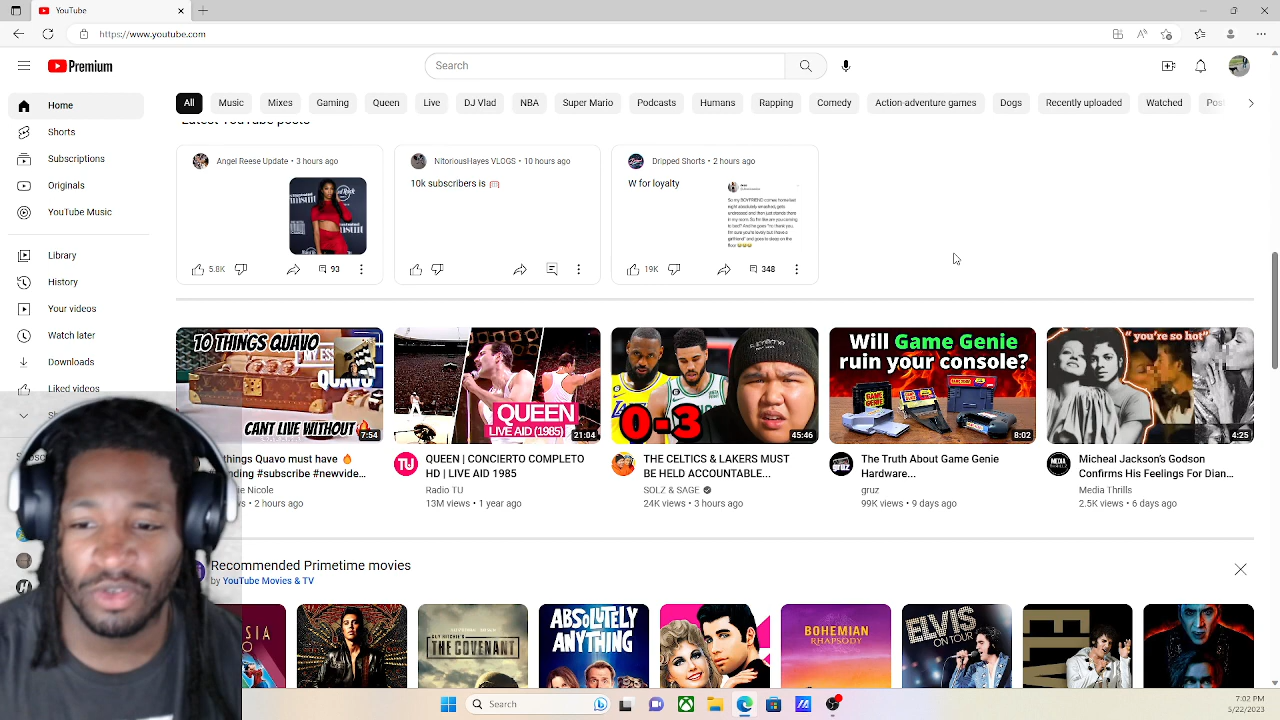 YouTube
https://www.youtube.com
Premium
Search
All
Music
Mixes
Gaming
Queen
Live
DJ Vlad
NBA
Super Mario
Podcasts
Humans
Rapping
Comedy
Action-adventure games
Dogs
Recently uploaded
Watched
Home
Shorts
Subscriptions
Originals
Music
Library
History
Your videos
Watch later
Downloads
Liked videos
Latest YouTube posts
Angel Reese Update • 3 hours ago
5.8K
93
NitoriousHayes VLOGS • 10 hours ago
10k subscribers is
Dripped Shorts • 2 hours ago
W for loyalty
19K
348
10 THINGS QUAVO
CANT LIVE WITHOUT
7:54
things Quavo must have
nding #subscribe #newvide...
e Nicole
• 2 hours ago
QUEEN
LIVE AID (1985)
21:04
TU
QUEEN | CONCIERTO COMPLETO
HD | LIVE AID 1985
Radio TU
13M views • 1 year ago
0-3
45:46
THE CELTICS & LAKERS MUST
BE HELD ACCOUNTABLE...
SOLZ & SAGE
24K views • 3 hours ago
Will Game Genie
ruin your console?
8:02
gruz
The Truth About Game Genie
Hardware...
gruz
99K views • 9 days ago
"you're so hot"
4:25
Micheal Jackson's Godson
Confirms His Feelings For Dian...
Media Thrills
2.5K views • 6 days ago
Recommended Primetime movies
by YouTube Movies & TV
THE COVENANT
ABSOLUTELY
ANYTHING
BOHEMIAN
RHAPSODY
ELVIS
ON TOUR
Search
7:02 PM
5/22/2023